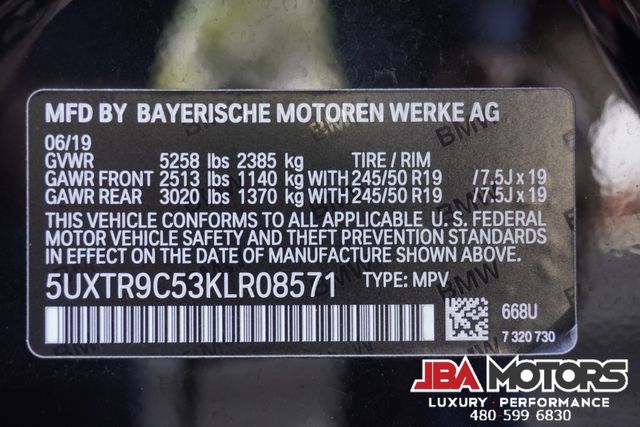 MFD BY BAYERISCHE MOTOREN WERKE AG
06/19
GVWR 5258 lbs 2385 kg TIRE / RIM
GAWR FRONT 2513 lbs 1140 kg WITH 245/50 R19 / 7.5J x 19
GAWR REAR 3020 lbs 1370 kg WITH 245/50 R19 / 7.5J x 19
THIS VEHICLE CONFORMS TO ALL APPLICABLE U. S. FEDERAL
MOTOR VEHICLE SAFETY AND THEFT PREVENTION STANDARDS
IN EFFECT ON THE DATE OF MANUFACTURE SHOWN ABOVE.
5UXTR9C53KLR08571 TYPE: MPV
668U
7 320 730
JBA MOTORS
LUXURY · PERFORMANCE
480·599·6830